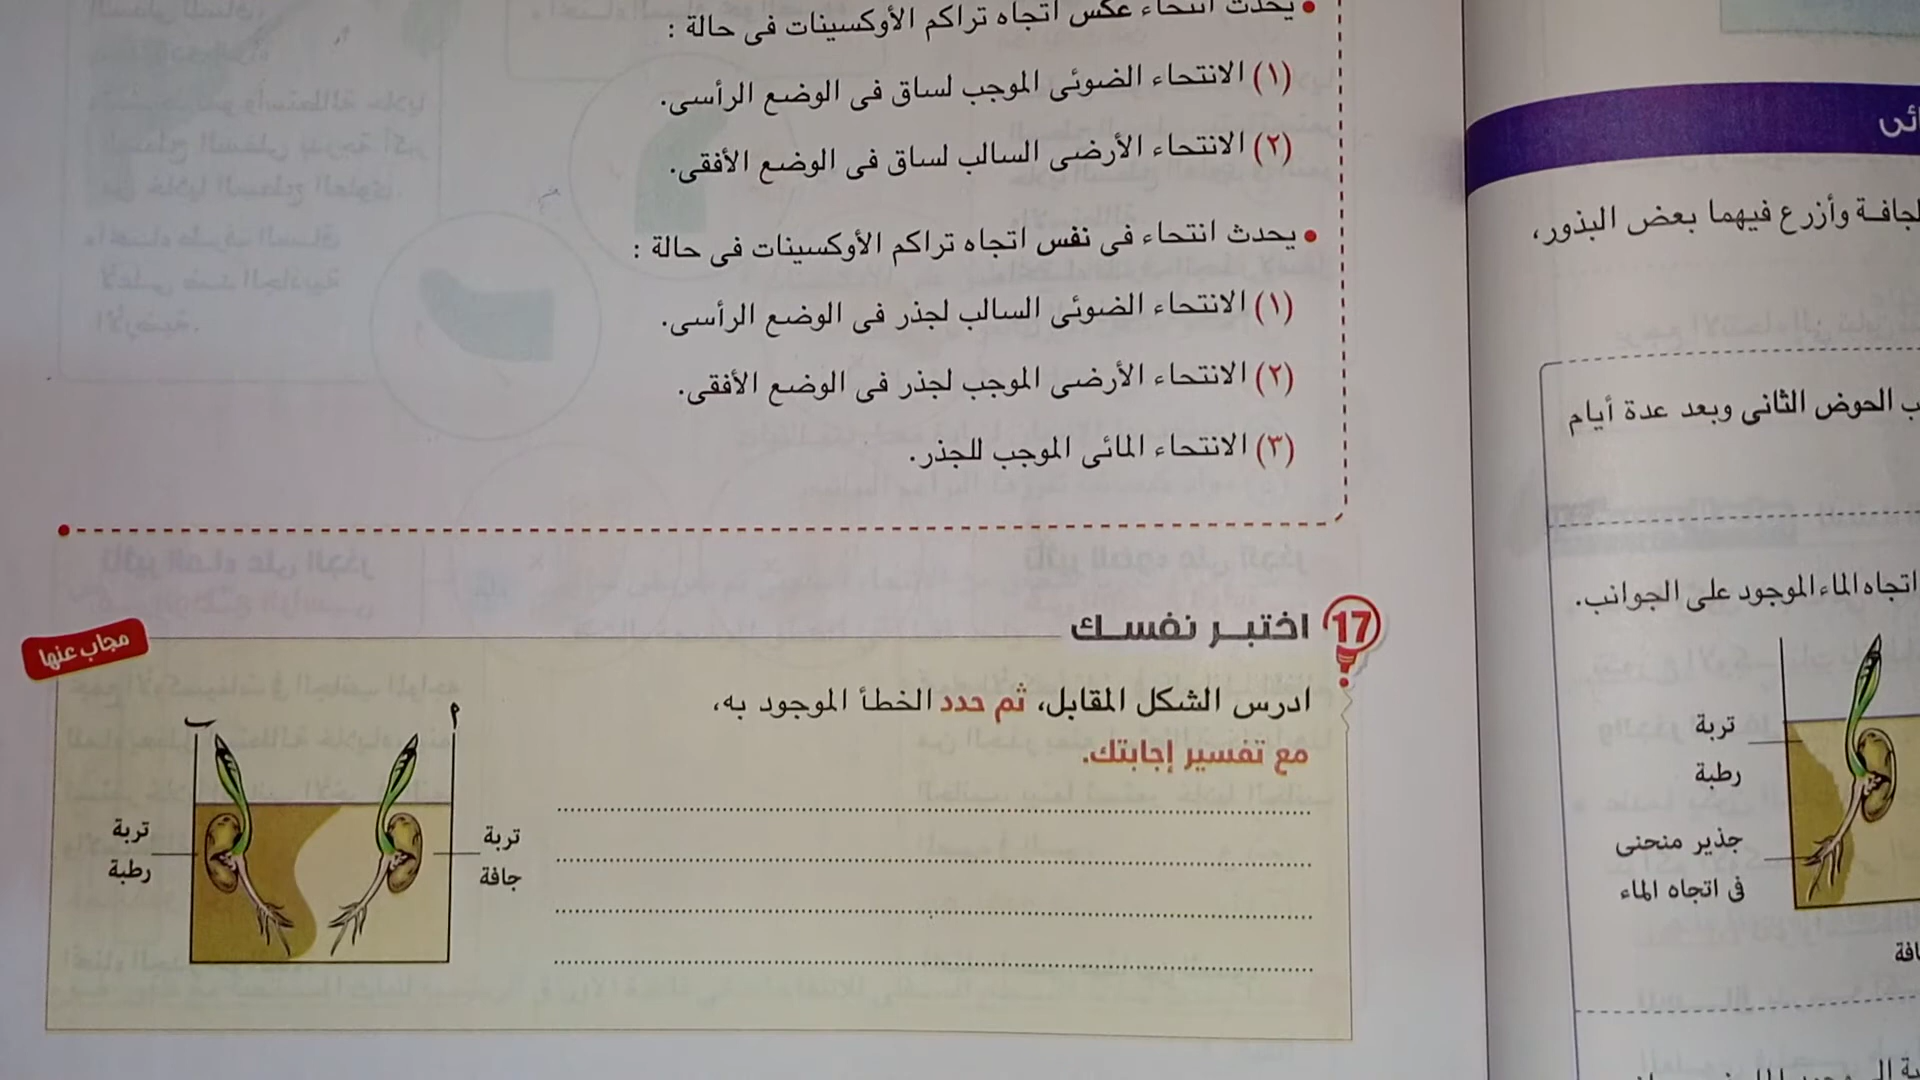 يحدث انتحاء عكس اتجاه تراكم الأوكسينات فى حالة :
(١) الانتحاء الضوئى الموجب لساق فى الوضع الرأسى.
(٢) الانتحاء الأرضى السالب لساق فى الوضع الأفقى.
• يحدث انتحاء فى نفس اتجاه تراكم الأوكسينات فى حالة :
(١) الانتحاء الضوئى السالب لجذر فى الوضع الرأسى.
(٢) الانتحاء الأرضى الموجب لجذر فى الوضع الأفقى.
(٣) الانتحاء المائى الموجب للجذر.
17 اختبر نفسك
مجاب عنها
ادرس الشكل المقابل، ثم حدد الخطأ الموجود به،
مع تفسير إجابتك.
م
ب
تربة
جافة
تربة
رطبة
وأزرع فيهما بعض البذور،
الحوض الثانى وبعد عدة أيام
اتجاه الماء الموجود على الجوانب.
تربة
رطبة
جذير منحنى
فى اتجاه الماء